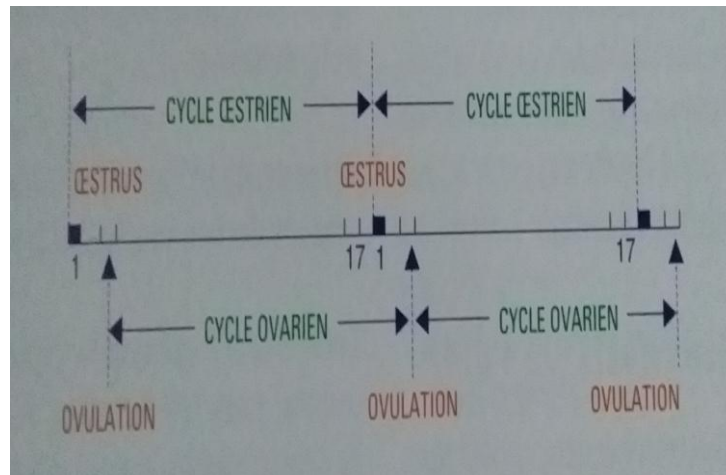 CYCLE ŒSTRIEN CYCLE ŒSTRIEN
ŒSTRUS ŒSTRUS
1 17 1 17
CYCLE OVARIEN CYCLE OVARIEN
OVULATION OVULATION OVULATION